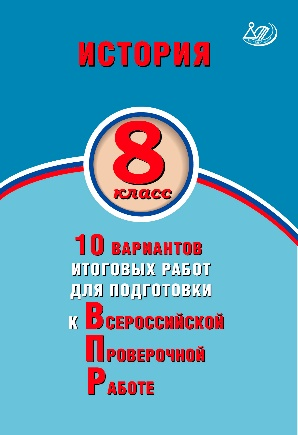 ИСТОРИЯ
8
класс
10 ВАРИАНТОВ
ИТОГОВЫХ РАБОТ
ДЛЯ ПОДГОТОВКИ
К ВСЕРОССИЙСКОЙ
ПРОВЕРОЧНОЙ
РАБОТЕ